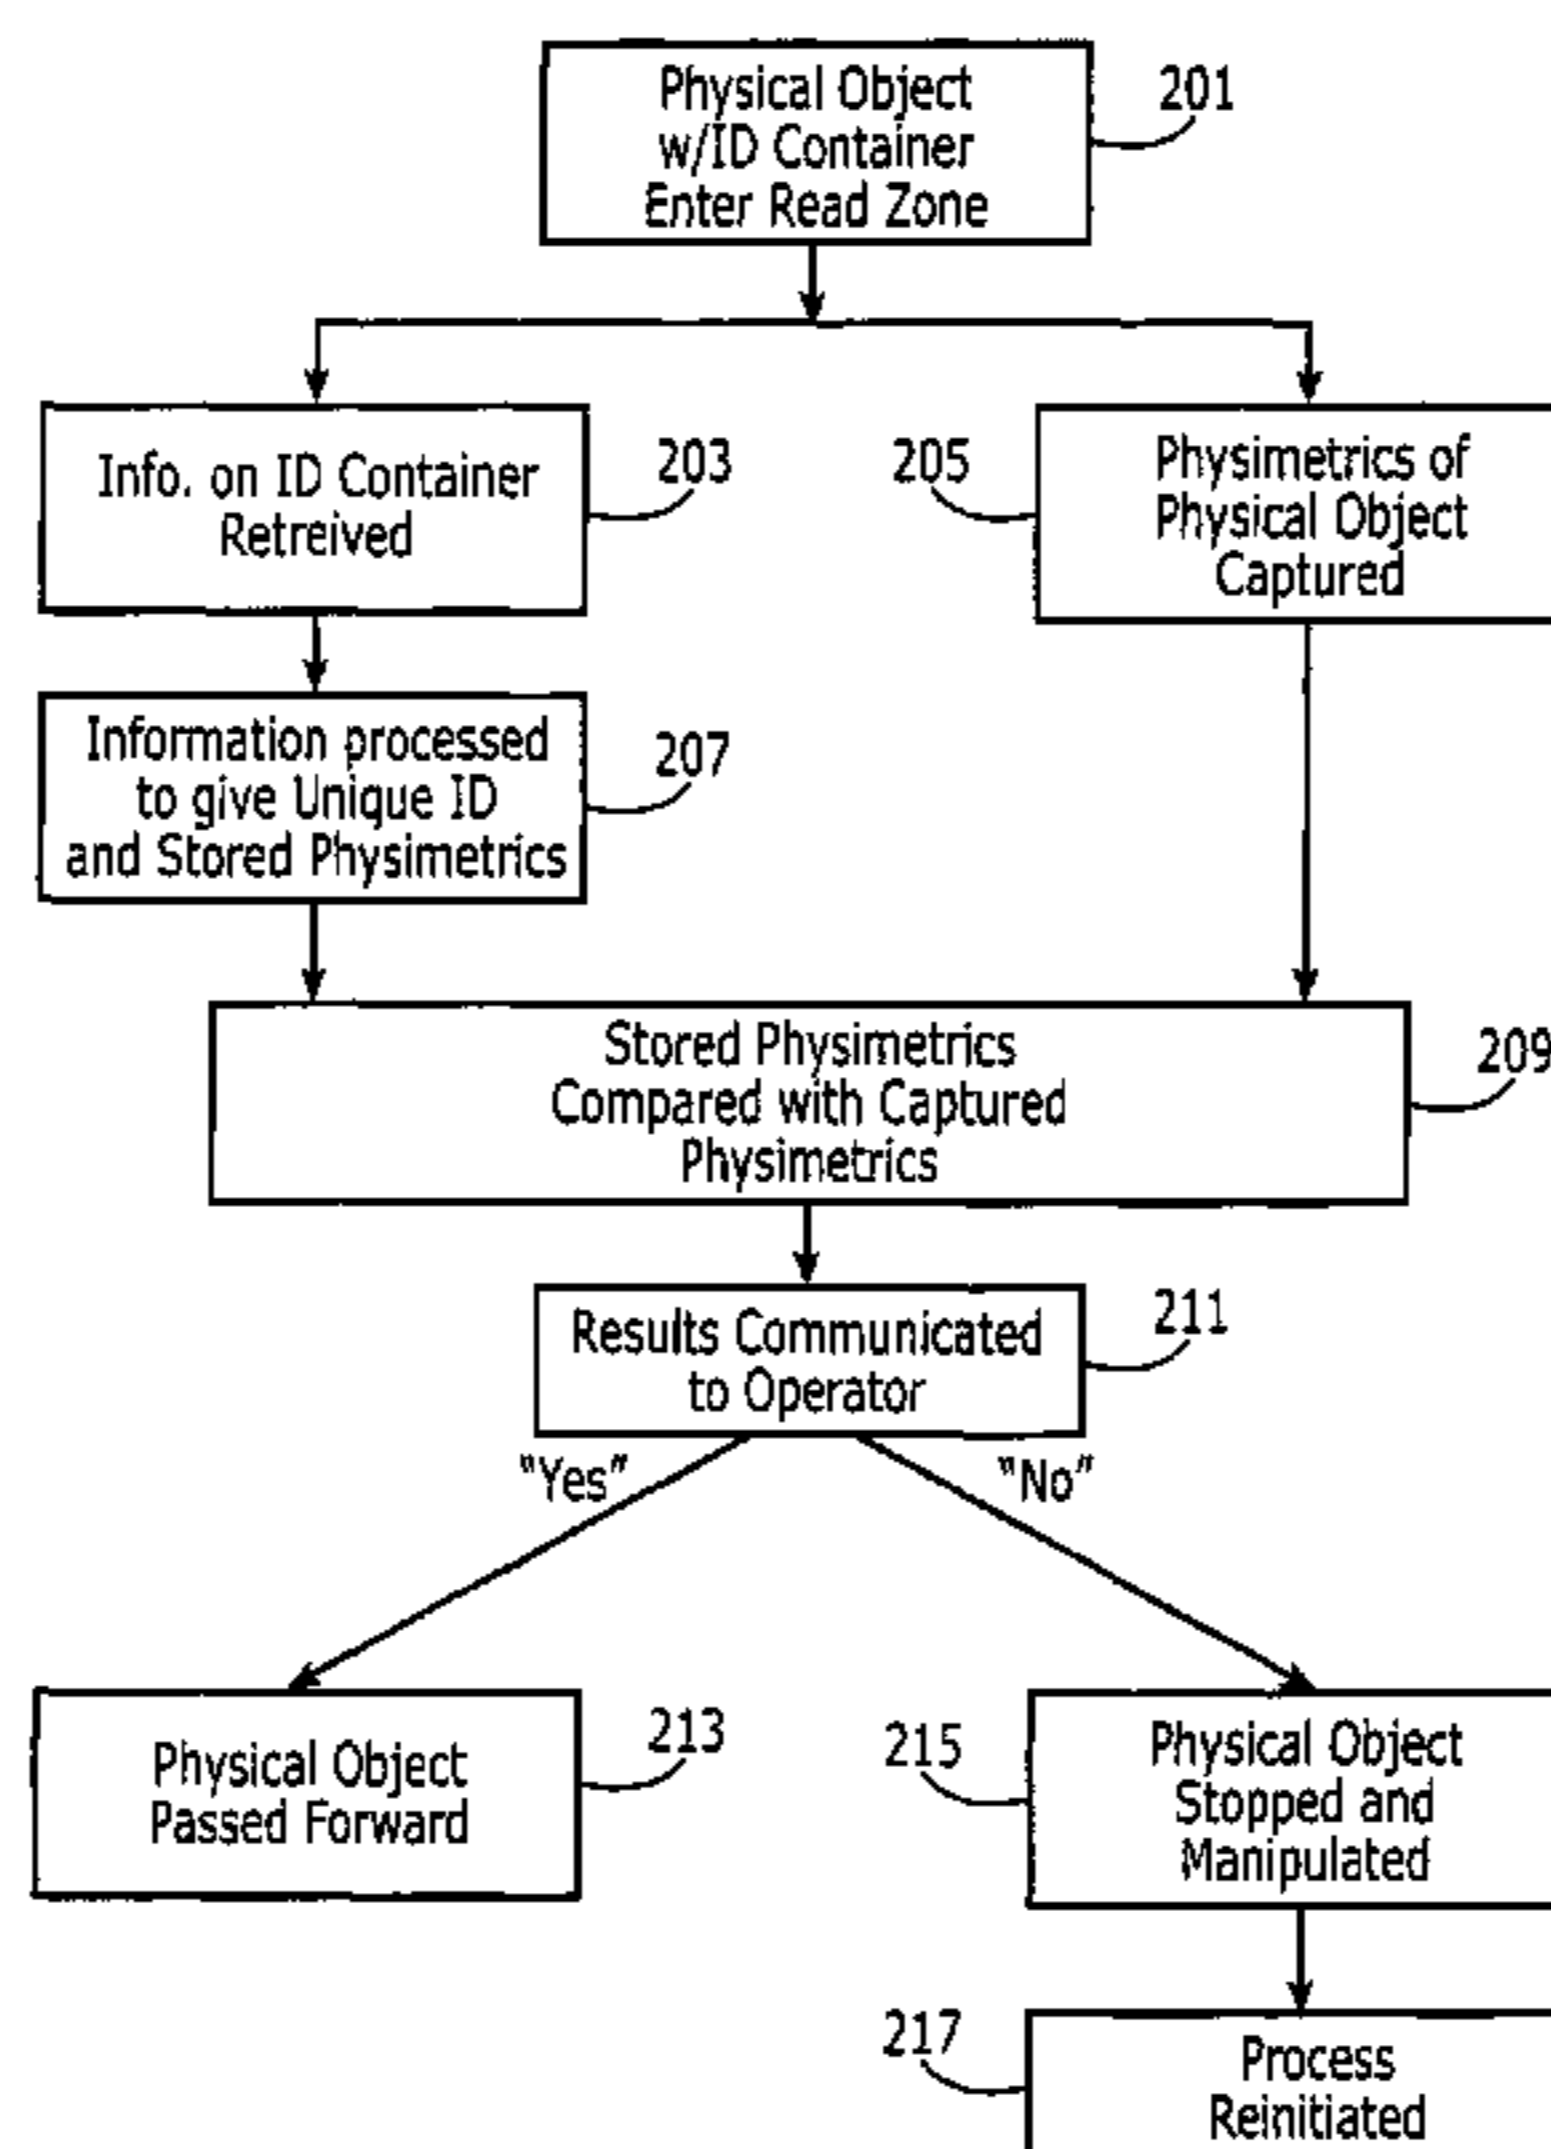 Physical Object
w/ID Container
Enter Read Zone
201
Info. on ID Container
Retreived
203
205
Physimetrics of
Physical Object
Captured
Information processed
to give Unique ID
and Stored Physimetrics
207
Stored Physimetrics
Compared with Captured
Physimetrics
209
Results Communicated
to Operator
211
"Yes"
"No"
Physical Object
Passed Forward
213
215
Physical Object
Stopped and
Manipulated
217
Process
Reinitiated